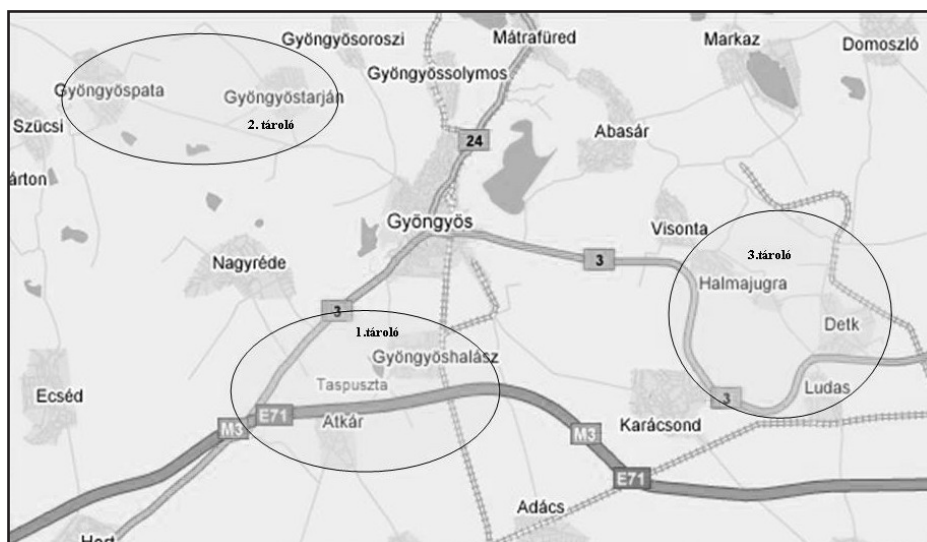 Gyöngyösoroszi
Mátrafüred
Markaz
Domoszló
Gyöngyössolymos
Gyöngyöspata
Gyöngyöstarján
Szücsi
2. tároló
24
Abasár
árton
Gyöngyös
Visonta
3
3.tároló
Nagyréde
Halmajugra
3
1.tároló
Detk
Gyöngyöshalász
Taspuszta
Ludas
Ecséd
3
E71
Karácsond
M3
Atkár
M3
E71
Adács
Hort